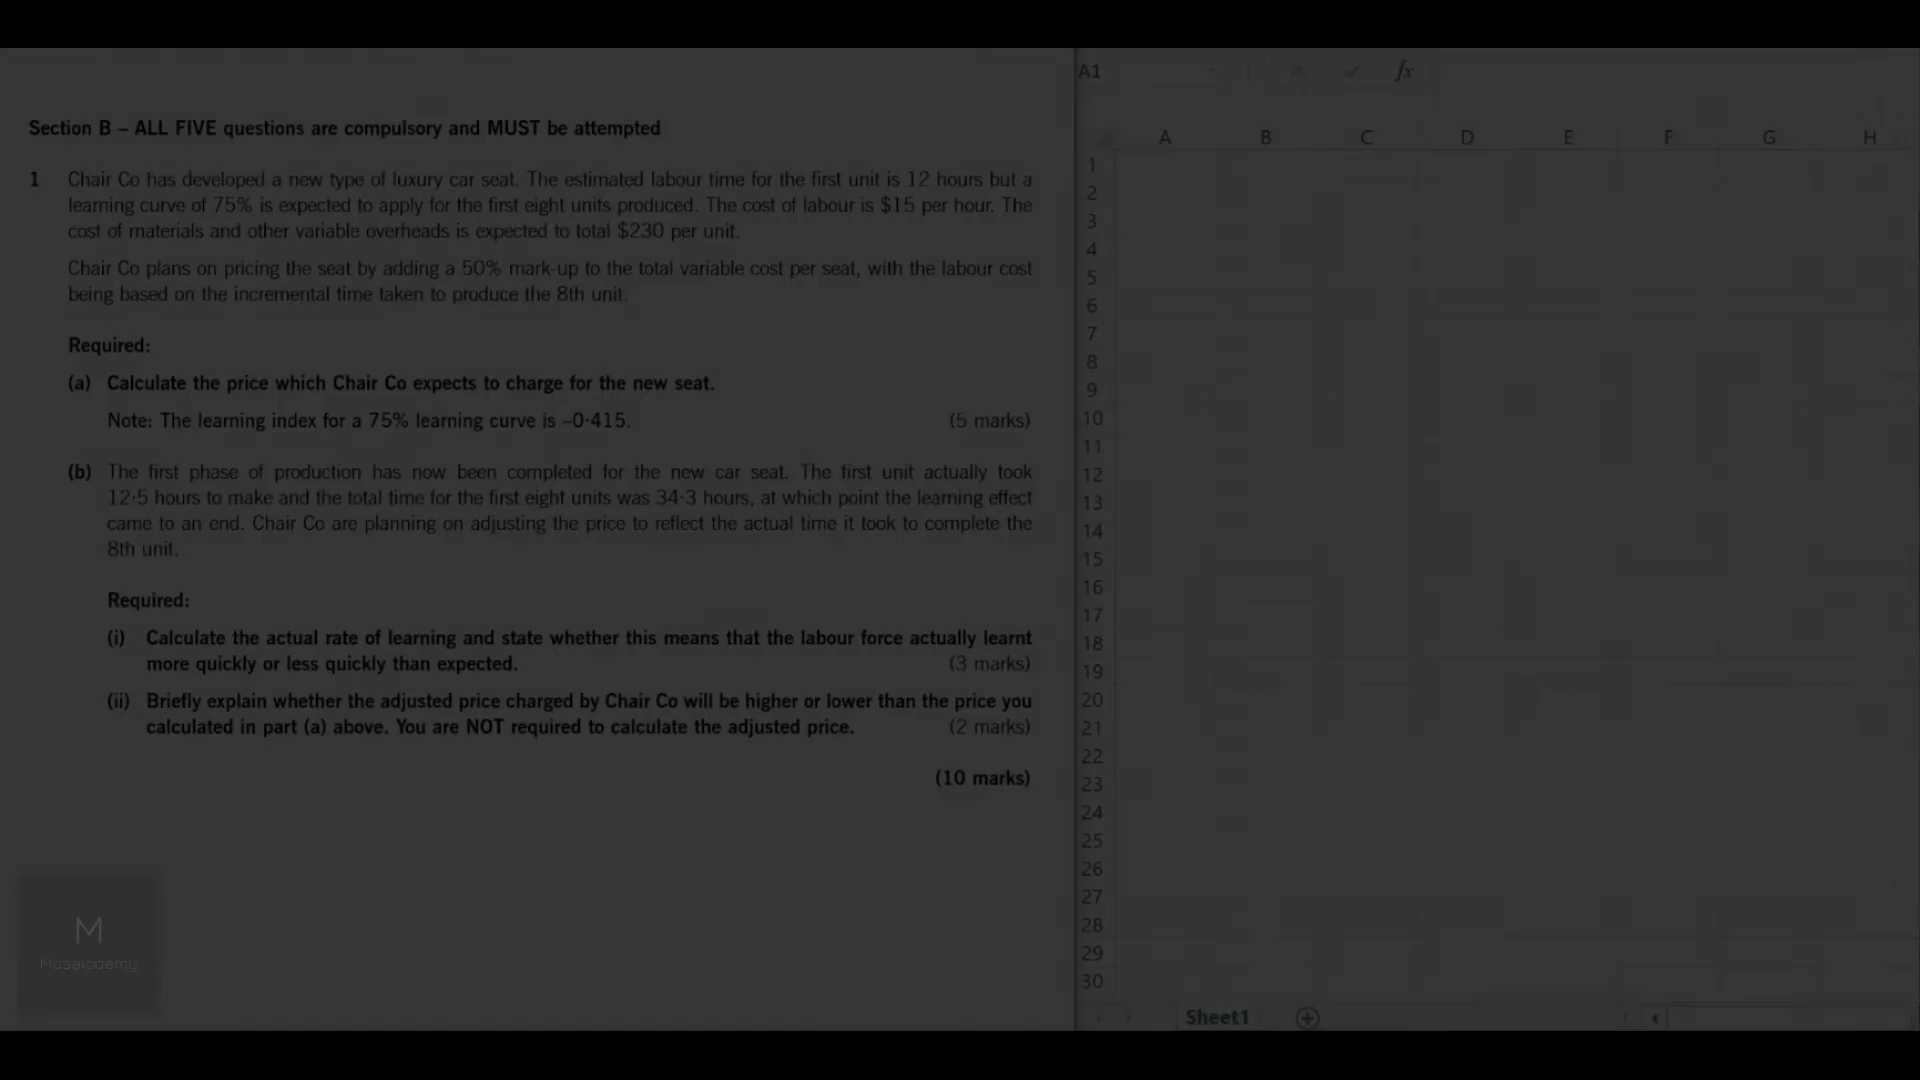 Section B – ALL FIVE questions are compulsory and MUST be attempted
1 Chair Co has developed a new type of luxury car seat. The estimated labour time for the first unit is 12 hours but a
learning curve of 75% is expected to apply for the first eight units produced. The cost of labour is $15 per hour. The
cost of materials and other variable overheads is expected to total $230 per unit.
Chair Co plans on pricing the seat by adding a 50% mark-up to the total variable cost per seat, with the labour cost
being based on the incremental time taken to produce the 8th unit.
Required:
(a) Calculate the price which Chair Co expects to charge for the new seat.
Note: The learning index for a 75% learning curve is –0·415. (5 marks)
(b) The first phase of production has now been completed for the new car seat. The first unit actually took
12·5 hours to make and the total time for the first eight units was 34·3 hours, at which point the learning effect
came to an end. Chair Co are planning on adjusting the price to reflect the actual time it took to complete the
8th unit.
Required:
(i) Calculate the actual rate of learning and state whether this means that the labour force actually learnt
more quickly or less quickly than expected. (3 marks)
(ii) Briefly explain whether the adjusted price charged by Chair Co will be higher or lower than the price you
calculated in part (a) above. You are NOT required to calculate the adjusted price. (2 marks)
(10 marks)
M
Mosaicdemy
A1 fx
A B C D E F G H
1
2
3
4
5
6
7
8
9
10
11
12
13
14
15
16
17
18
19
20
21
22
23
24
25
26
27
28
29
30
Sheet1